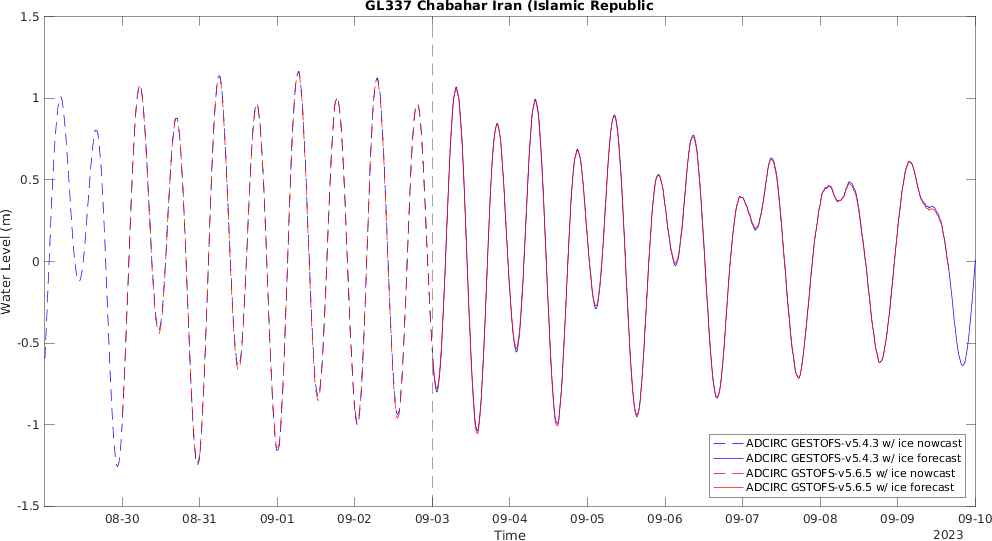 GL337 Chabahar Iran (Islamic Republic
1.5
1
0.5
0
-0.5
-1
-1.5
Water Level (m)
ADCIRC GESTOFS-v5.4.3 w/ ice nowcast
ADCIRC GESTOFS-v5.4.3 w/ ice forecast
ADCIRC GSTOFS-v5.6.5 w/ ice nowcast
ADCIRC GSTOFS-v5.6.5 w/ ice forecast
08-30 08-31 09-01 09-02 09-03 09-04 09-05 09-06 09-07 09-08 09-09 09-10
Time
2023